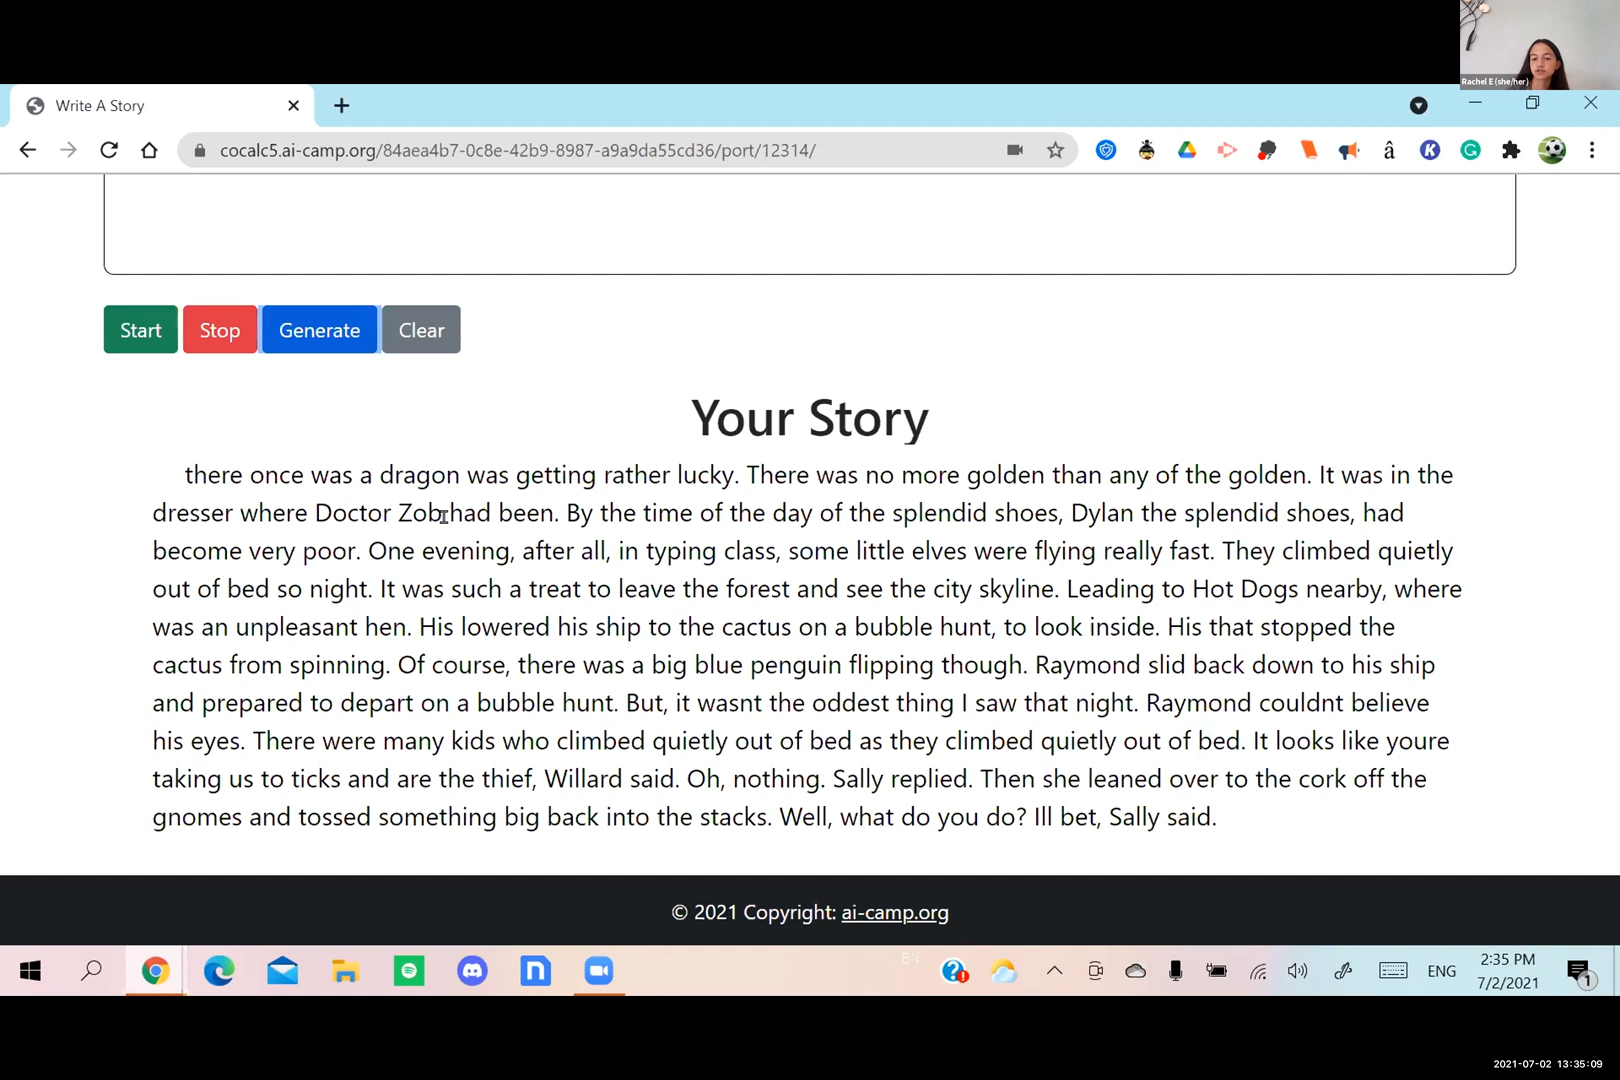 Rachel E (she/her)
Write A Story
cocalc5.ai-camp.org/84aea4b7-0c8e-42b9-8987-a9a9da55cd36/port/12314/
Start Stop Generate Clear
Your Story
there once was a dragon was getting rather lucky. There was no more golden than any of the golden. It was in the
dresser where Doctor Zob had been. By the time of the day of the splendid shoes, Dylan the splendid shoes, had
become very poor. One evening, after all, in typing class, some little elves were flying really fast. They climbed quietly
out of bed so night. It was such a treat to leave the forest and see the city skyline. Leading to Hot Dogs nearby, where
was an unpleasant hen. His lowered his ship to the cactus on a bubble hunt, to look inside. His that stopped the
cactus from spinning. Of course, there was a big blue penguin flipping though. Raymond slid back down to his ship
and prepared to depart on a bubble hunt. But, it wasnt the oddest thing I saw that night. Raymond couldnt believe
his eyes. There were many kids who climbed quietly out of bed as they climbed quietly out of bed. It looks like youre
taking us to ticks and are the thief, Willard said. Oh, nothing. Sally replied. Then she leaned over to the cork off the
gnomes and tossed something big back into the stacks. Well, what do you do? Ill bet, Sally said.
© 2021 Copyright: ai-camp.org
EN
ENG
2:35 PM
7/2/2021
1
2021-07-02 13:35:09